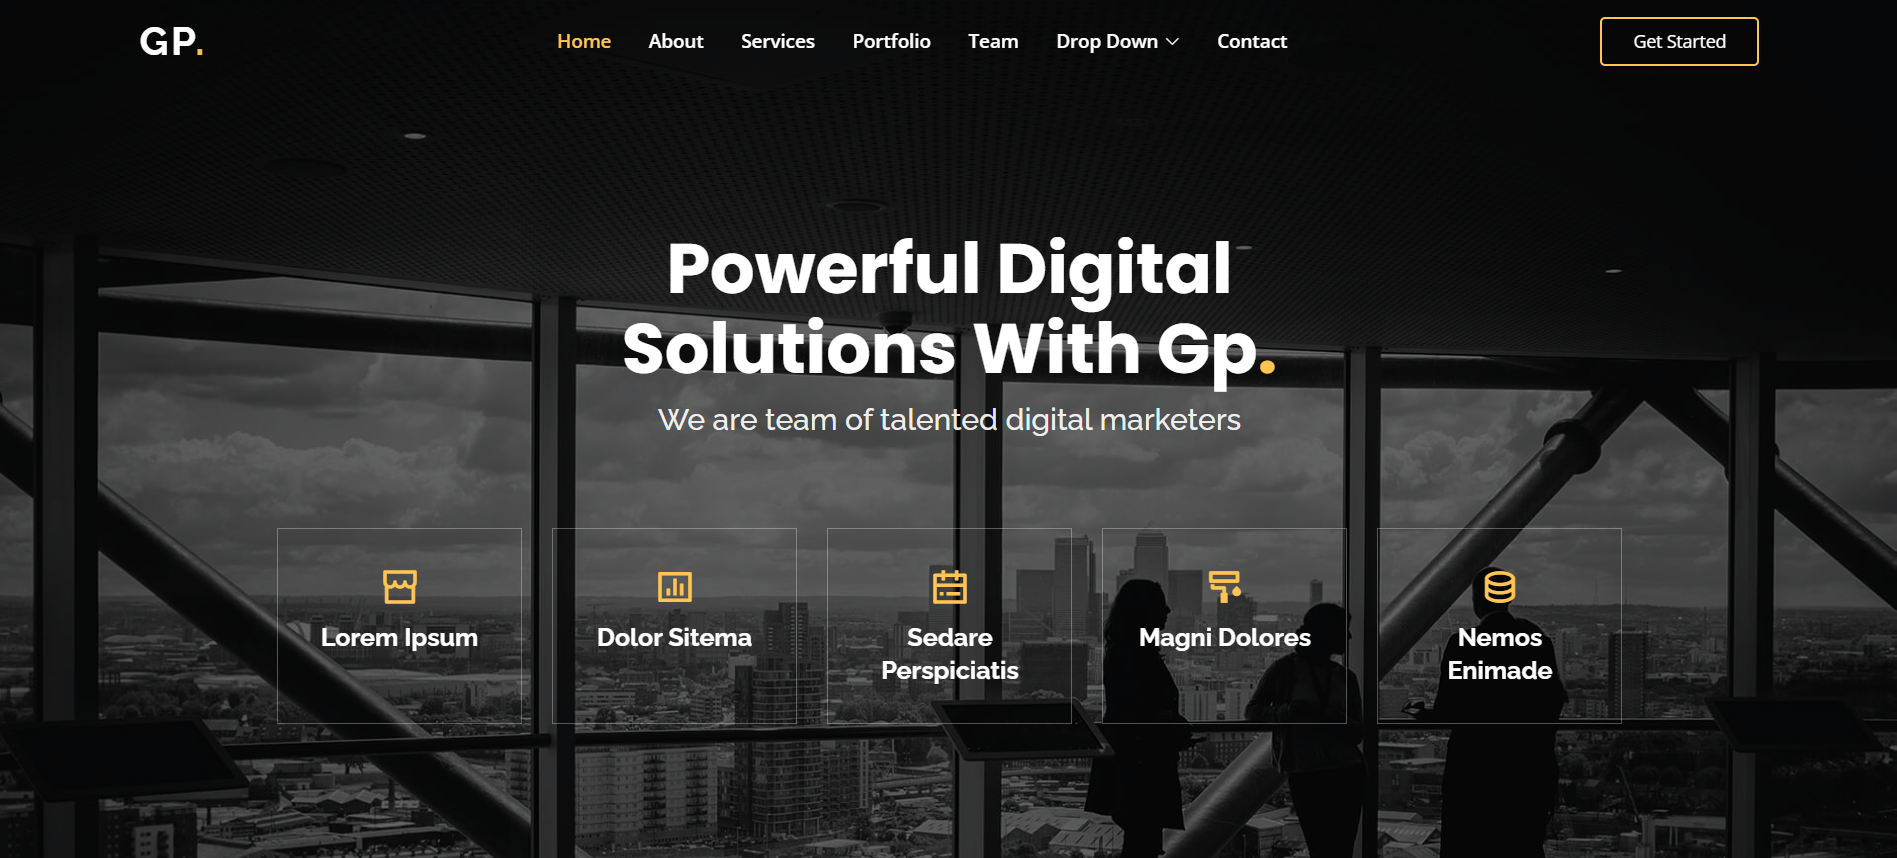 GP.
Home About Services Portfolio Team Drop Down Contact
Get Started
Powerful Digital
Solutions With Gp.
We are team of talented digital marketers
Lorem Ipsum
Dolor Sitema
Sedare
Perspiciatis
Magni Dolores
Nemos
Enimade